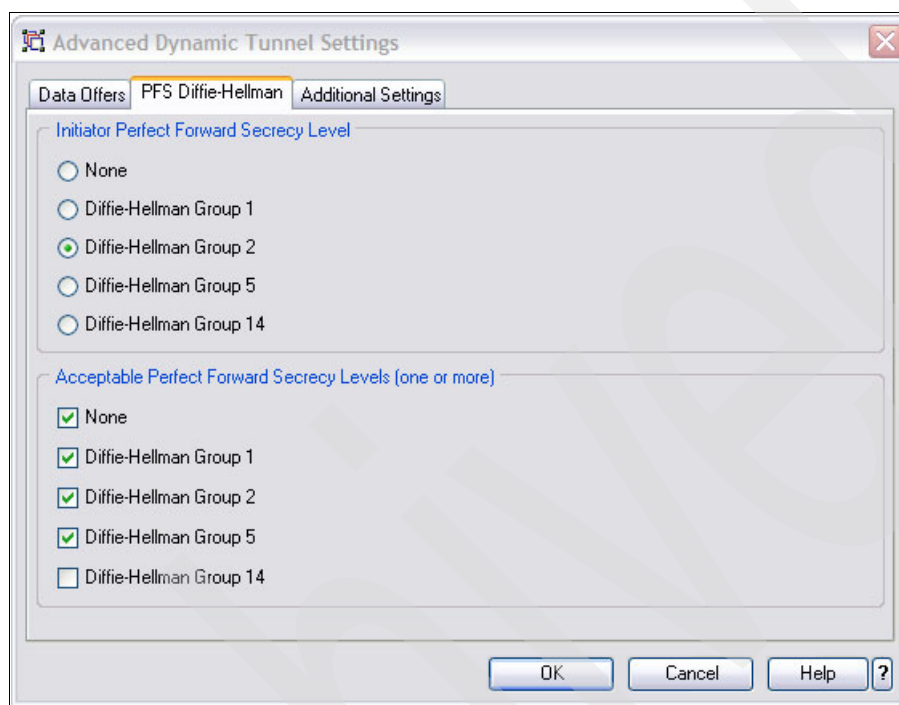 Advanced Dynamic Tunnel Settings
Data Offers PFS Diffie-Hellman Additional Settings
Initiator Perfect Forward Secrecy Level
None
Diffie-Hellman Group 1
Diffie-Hellman Group 2
Diffie-Hellman Group 5
Diffie-Hellman Group 14
Acceptable Perfect Forward Secrecy Levels (one or more)
None
Diffie-Hellman Group 1
Diffie-Hellman Group 2
Diffie-Hellman Group 5
Diffie-Hellman Group 14
OK Cancel Help ?